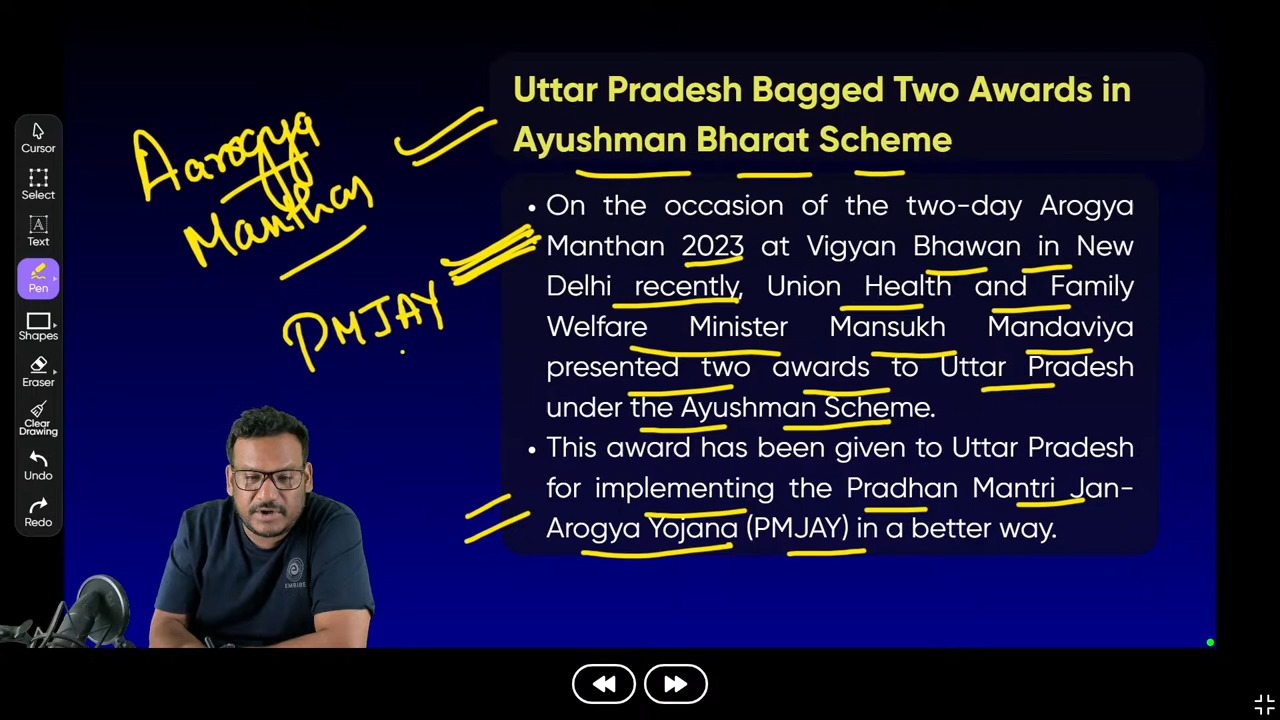 Cursor
Select
Text
Pen
Shapes
Eraser
Clear
Drawing
Undo
Redo
Aarogya
Manthan
PMJAY
Uttar Pradesh Bagged Two Awards in
Ayushman Bharat Scheme
• On the occasion of the two-day Arogya
Manthan 2023 at Vigyan Bhawan in New
Delhi recently, Union Health and Family
Welfare Minister Mansukh Mandaviya
presented two awards to Uttar Pradesh
under the Ayushman Scheme.
• This award has been given to Uttar Pradesh
for implementing the Pradhan Mantri Jan-
Arogya Yojana (PMJAY) in a better way.